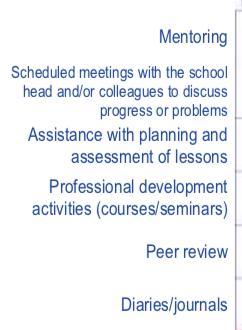 Mentoring
Scheduled meetings with the school
head and/or colleagues to discuss
progress or problems
Assistance with planning and
assessment of lessons
Professional development
activities (courses/seminars)
Peer review
Diaries/journals